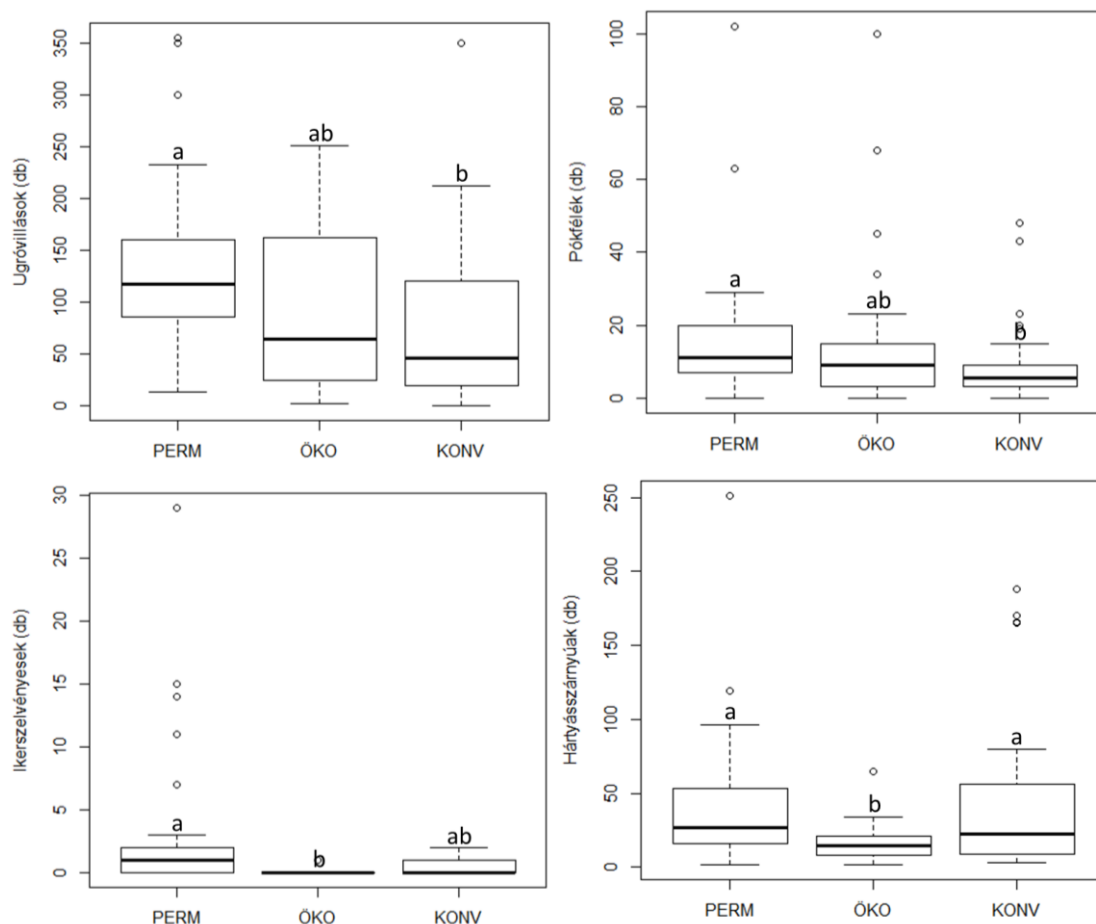 Ugróvillások (db)
350
300
250
200
150
100
50
0
a
ab
b
PERM ÖKO KONV
Pókfélék (db)
100
80
60
40
20
0
a
ab
b
PERM ÖKO KONV
Ikerszelvényesek (db)
30
25
20
15
10
5
0
a
b
ab
PERM ÖKO KONV
Hártyásszárnyúak (db)
250
200
150
100
50
0
a
b
a
PERM ÖKO KONV